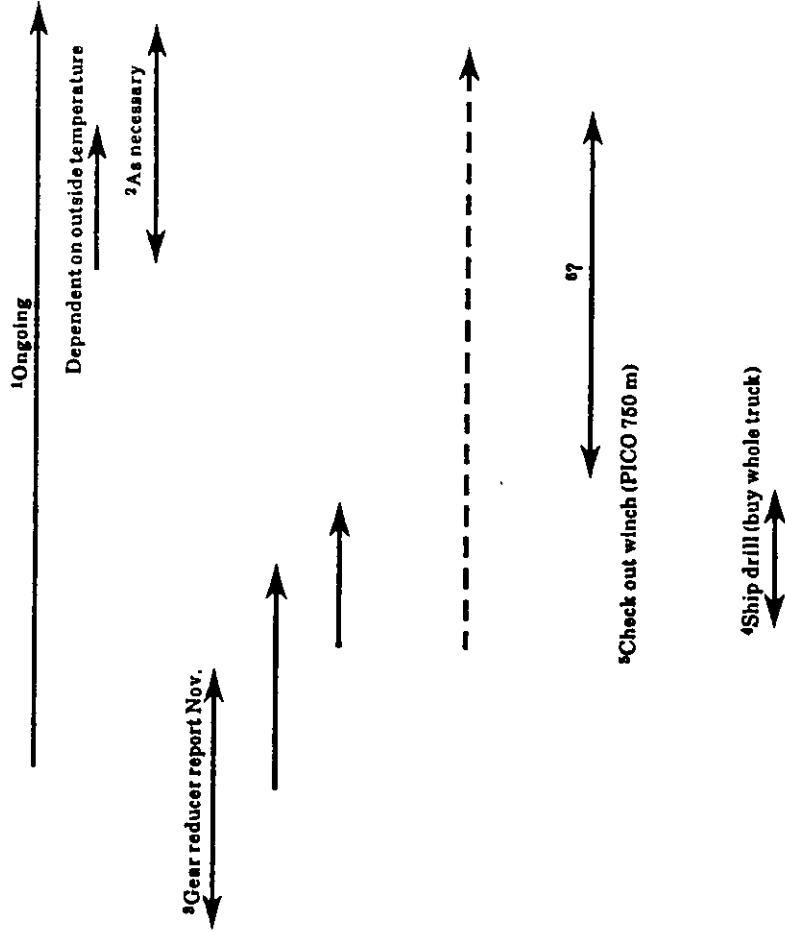 ¹Ongoing
Dependent on outside temperature
²As necessary
³Gear reducer report Nov.
⁶?
⁵Check out winch (PICO 750 m)
⁴Ship drill (buy whole truck)